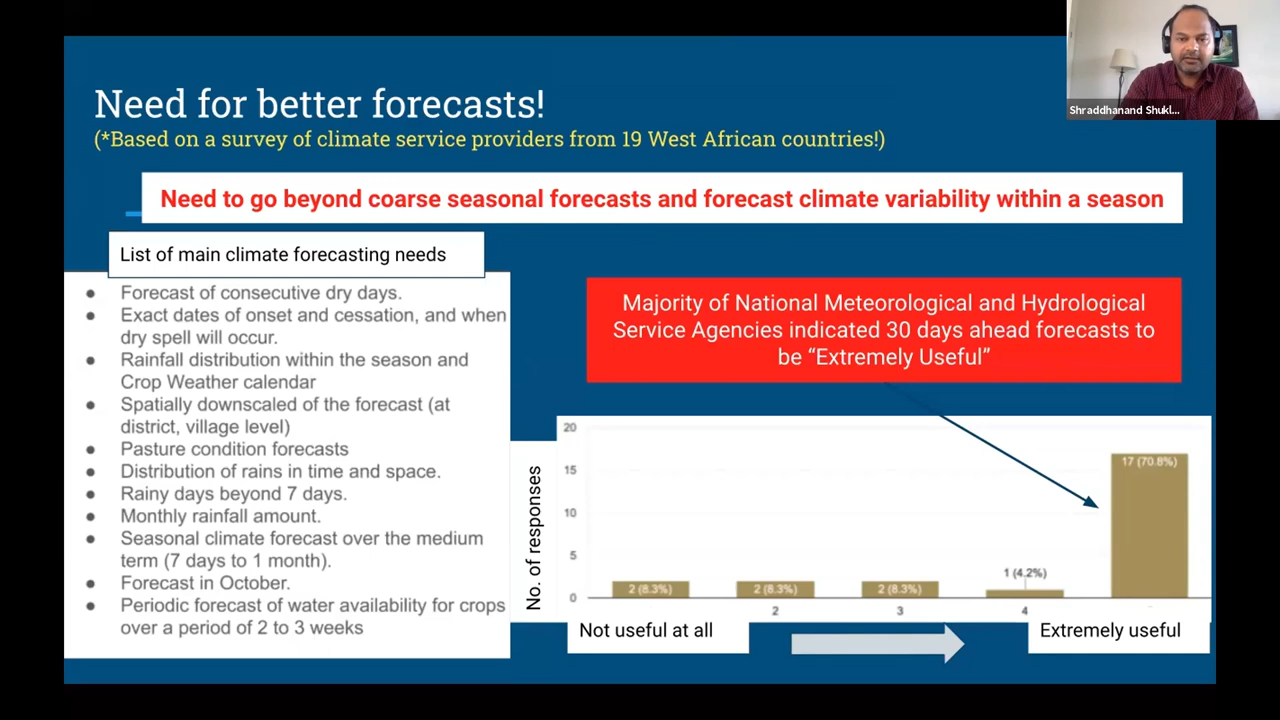 Shraddhanand Shukl...
Need for better forecasts!
(*Based on a survey of climate service providers from 19 West African countries!)
Need to go beyond coarse seasonal forecasts and forecast climate variability within a season
List of main climate forecasting needs
● Forecast of consecutive dry days.
● Exact dates of onset and cessation, and when
dry spell will occur.
● Rainfall distribution within the season and
Crop Weather calendar
● Spatially downscaled of the forecast (at
district, village level)
● Pasture condition forecasts
● Distribution of rains in time and space.
● Rainy days beyond 7 days.
● Monthly rainfall amount.
● Seasonal climate forecast over the medium
term (7 days to 1 month).
● Forecast in October.
● Periodic forecast of water availability for crops
over a period of 2 to 3 weeks
Majority of National Meteorological and Hydrological
Service Agencies indicated 30 days ahead forecasts to
be “Extremely Useful”
No. of responses
20
15
10
5
0
2 (8.3%)
2 (8.3%)
2 (8.3%)
1 (4.2%)
17 (70.8%)
2
3
4
Not useful at all
Extremely useful